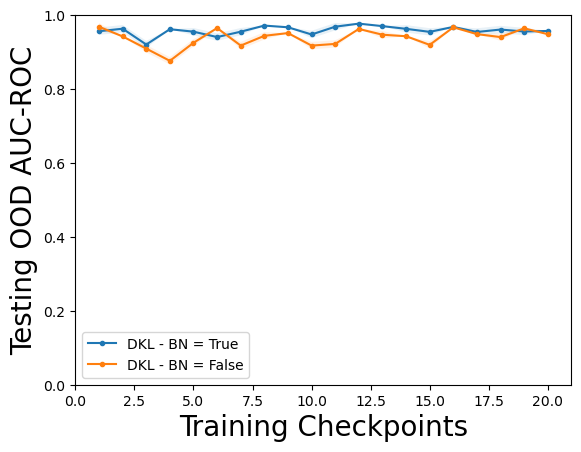 1.0
0.8
0.6
0.4
0.2
0.0
Testing OOD AUC-ROC
DKL - BN = True
DKL - BN = False
0.0 2.5 5.0 7.5 10.0 12.5 15.0 17.5 20.0
Training Checkpoints